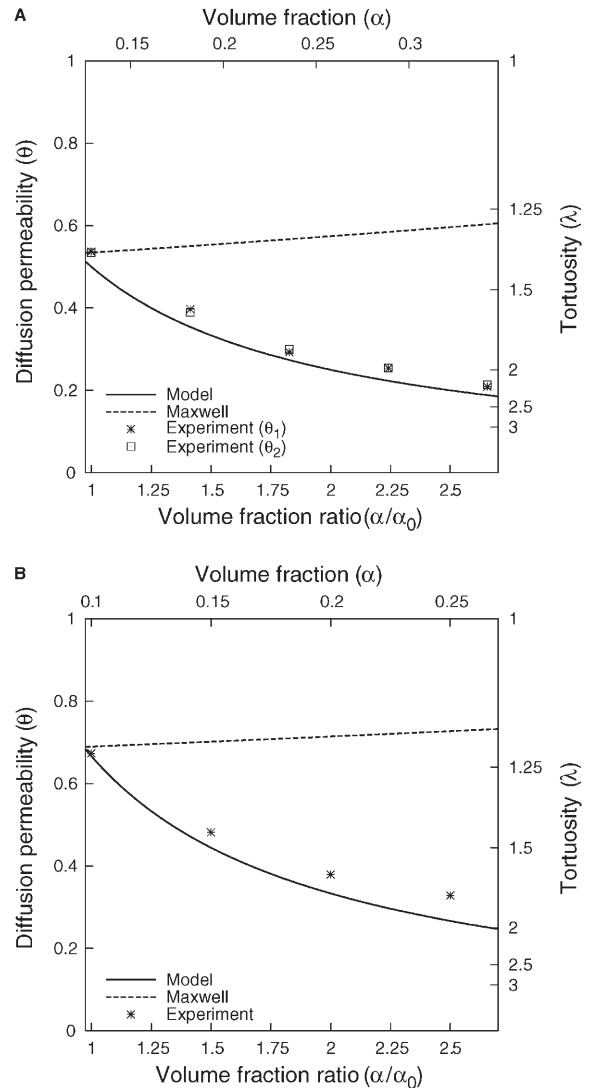 A
Volume fraction (α)
0.15 0.2 0.25 0.3
1 1
0.8
0.6 1.25
Diffusion permeability (θ)
Tortuosity (λ)
0.4 1.5
0.2 2
2.5
3
0
Model
Maxwell
Experiment (θ₁)
Experiment (θ₂)
1 1.25 1.5 1.75 2 2.25 2.5
Volume fraction ratio(α/α₀)
B
Volume fraction (α)
0.1 0.15 0.2 0.25
1 1
0.8
0.6 1.25
Diffusion permeability (θ)
Tortuosity (λ)
0.4 1.5
0.2 2
2.5
3
0
Model
Maxwell
Experiment
1 1.25 1.5 1.75 2 2.25 2.5
Volume fraction ratio (α/α₀)